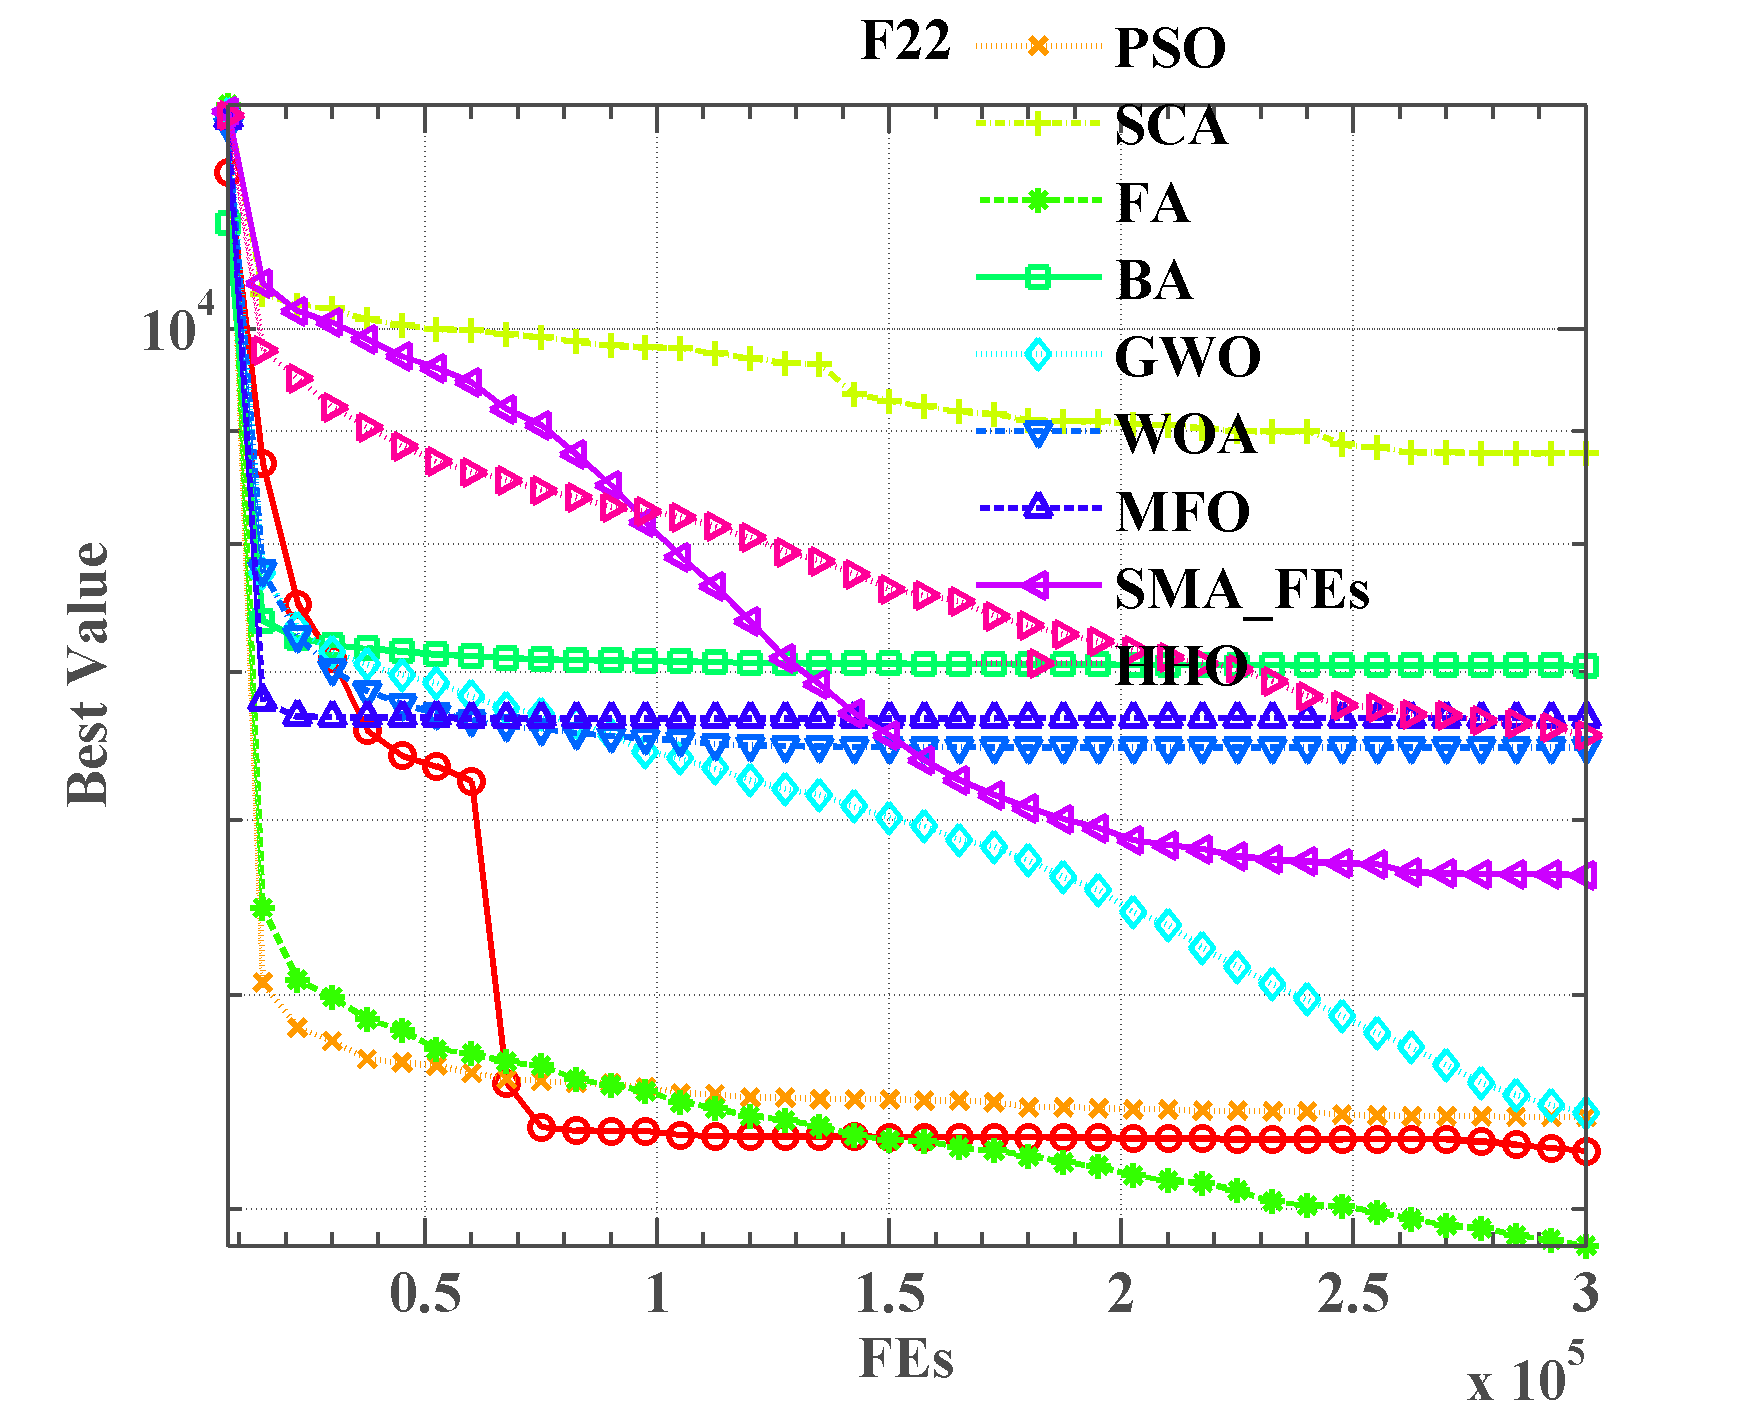 F22
PSO
SCA
FA
BA
GWO
WOA
MFO
SMA_FEs
HHO
10^4
Best Value
0.5 1 1.5 2 2.5 3
FEs
x 10^5